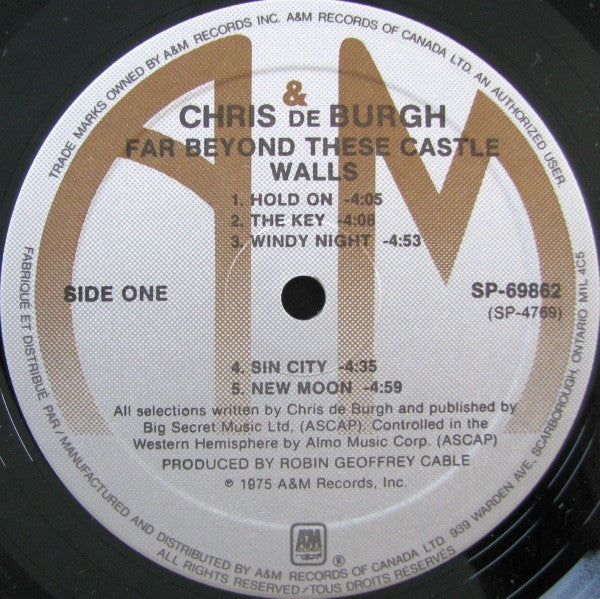 TRADE MARKS OWNED BY A&M RECORDS INC. A&M RECORDS OF CANADA LTD. AN AUTHORIZED USER.
&
CHRIS DE BURGH
FAR BEYOND THESE CASTLE
WALLS
1. HOLD ON -4:05
2. THE KEY -4:08
3. WINDY NIGHT -4:53
SIDE ONE
SP-69862
(SP-4769)
4. SIN CITY -4:35
5. NEW MOON -4:59
All selections written by Chris de Burgh and published by
Big Secret Music Ltd. (ASCAP). Controlled in the
Western Hemisphere by Almo Music Corp. (ASCAP)
PRODUCED BY ROBIN GEOFFREY CABLE
℗ 1975 A&M Records, Inc.
A&M
RECORDS
®
FABRIQUÉ ET DISTRIBUÉ PAR/MANUFACTURED AND DISTRIBUTED BY A&M RECORDS OF CANADA LTD. 939 WARDEN AVE., SCARBOROUGH, ONTARIO M1L 4C5
ALL RIGHTS RESERVED/TOUS DROITS RÉSERVÉS